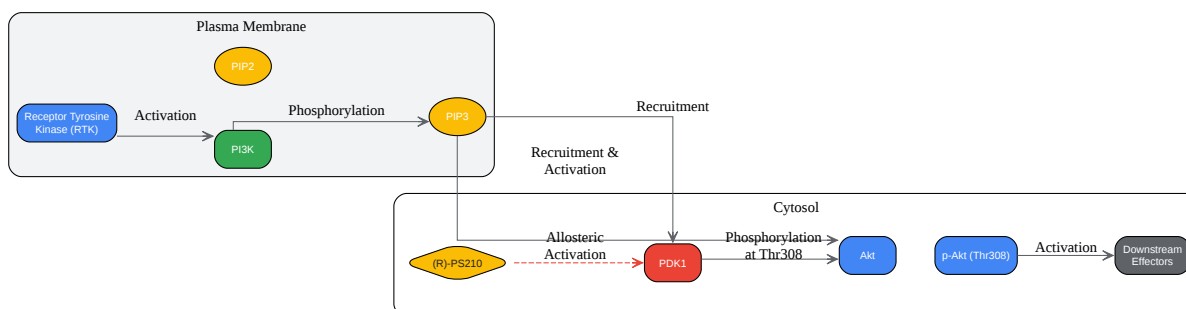 Plasma Membrane
PIP2
Receptor Tyrosine
Kinase (RTK)
Activation
PI3K
Phosphorylation
PIP3
Recruitment
Recruitment &
Activation
Cytosol
(R)-PS210
Allosteric
Activation
PDK1
Phosphorylation
at Thr308
Akt
p-Akt (Thr308)
Activation
Downstream
Effectors